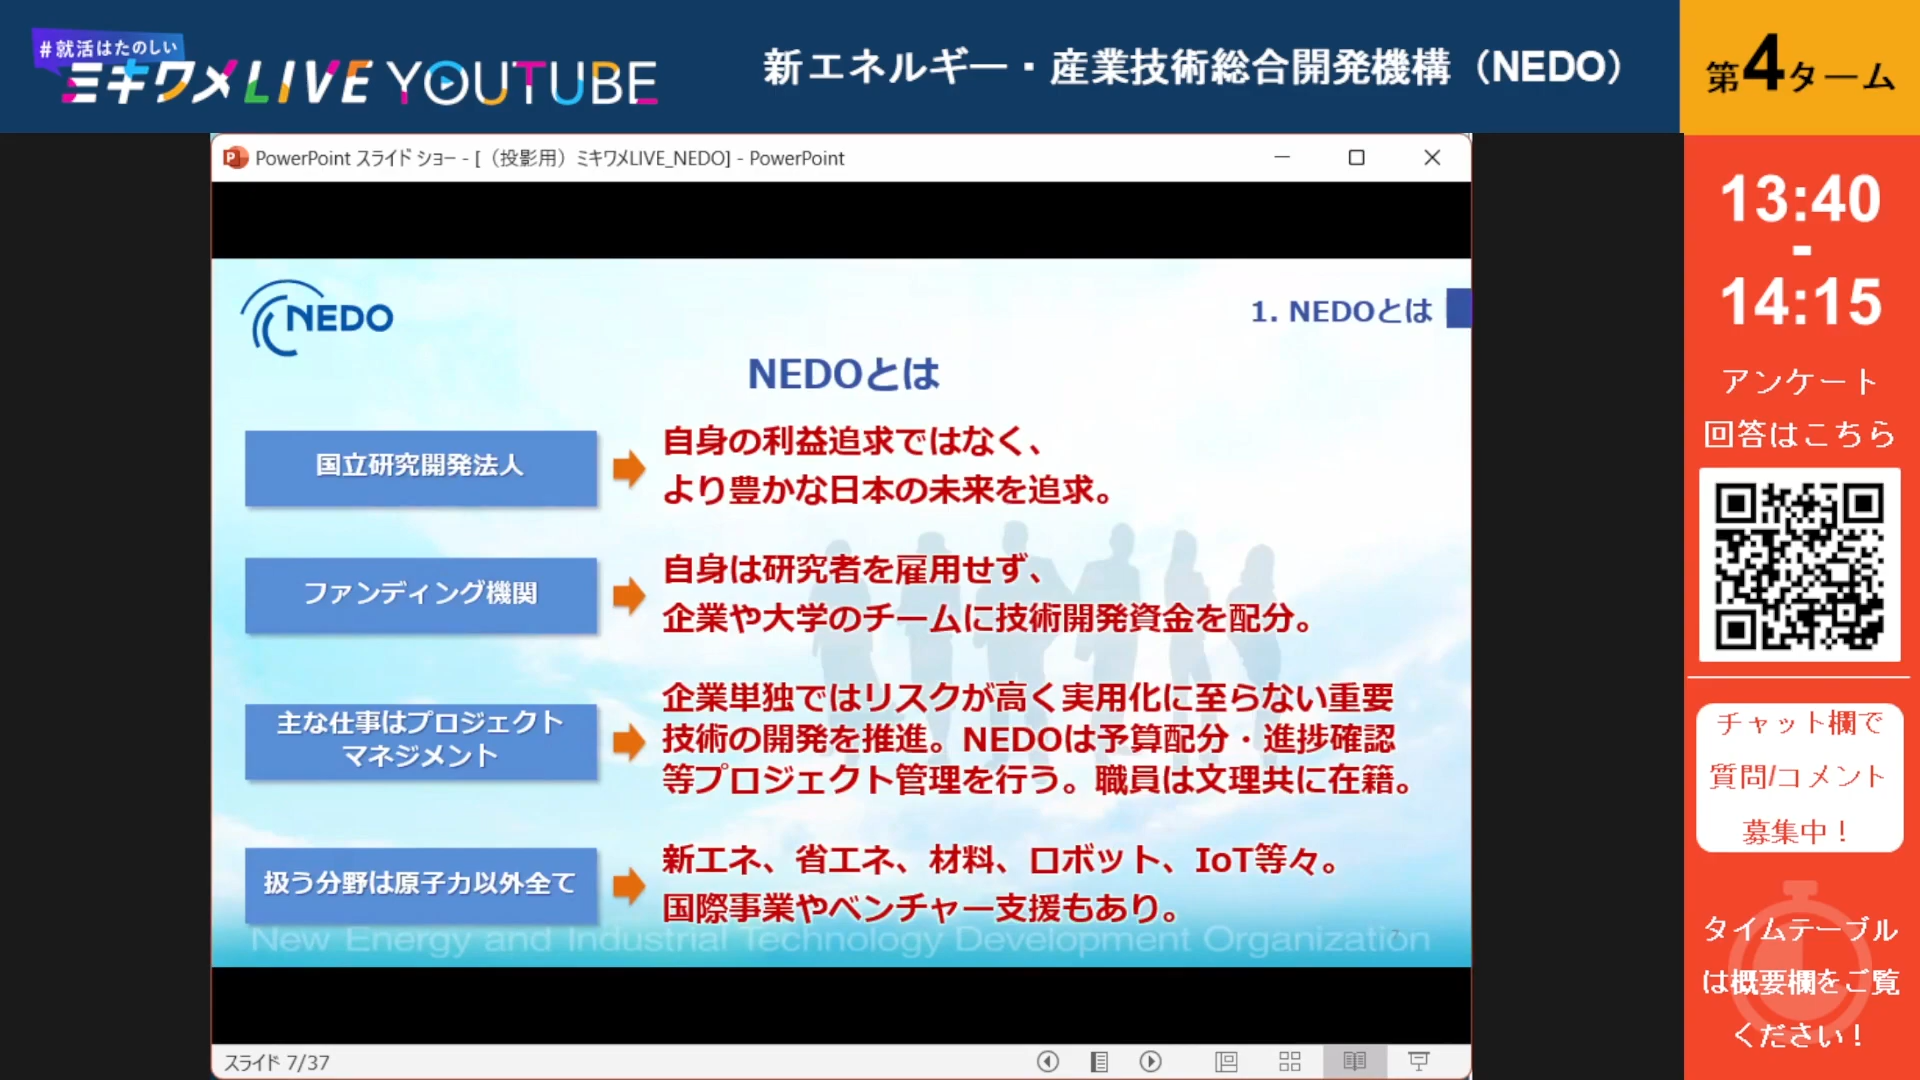 #就活はたのしい
ミキワメLIVE YOUTUBE
新エネルギー・産業技術総合開発機構（NEDO）
第4ターム
PowerPoint スライド ショー - [（投影用）ミキワメLIVE_NEDO] - PowerPoint
NEDO
1. NEDOとは
NEDOとは
国立研究開発法人
自身の利益追求ではなく、
より豊かな日本の未来を追求。
ファンディング機関
自身は研究者を雇用せず、
企業や大学のチームに技術開発資金を配分。
主な仕事はプロジェクト
マネジメント
企業単独ではリスクが高く実用化に至らない重要
技術の開発を推進。NEDOは予算配分・進捗確認
等プロジェクト管理を行う。職員は文理共に在籍。
扱う分野は原子力以外全て
新エネ、省エネ、材料、ロボット、IoT等々。
国際事業やベンチャー支援もあり。
New Energy and Industrial Technology Development Organization
7
スライド 7/37
13:40
-
14:15
アンケート
回答はこちら
チャット欄で
質問/コメント
募集中！
タイムテーブル
は概要欄をご覧
ください！